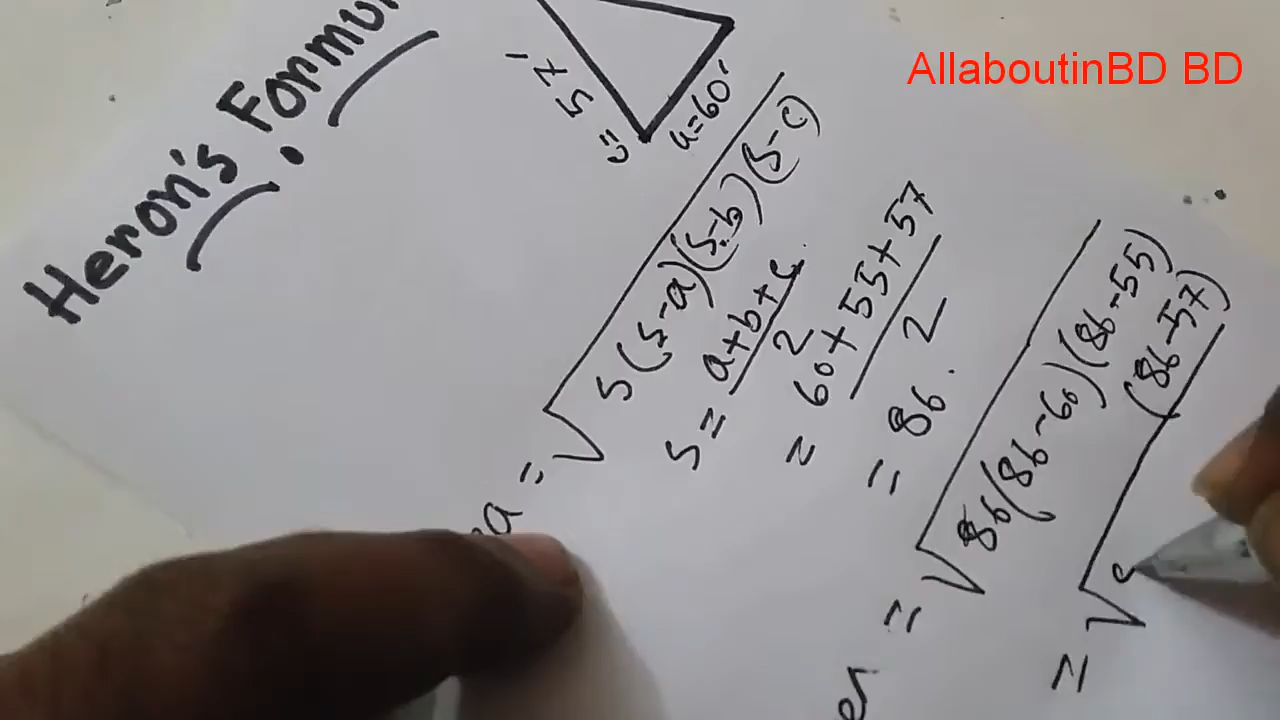 AllaboutinBD BD
Heron's Formu
c = 57'
a=60'
a = √s(s-a)(s-b)(s-c)
s = a+b+c
2
= 60+55+57
2
= 86.
= √86(86-60)(86-55)
(86-57)
= √